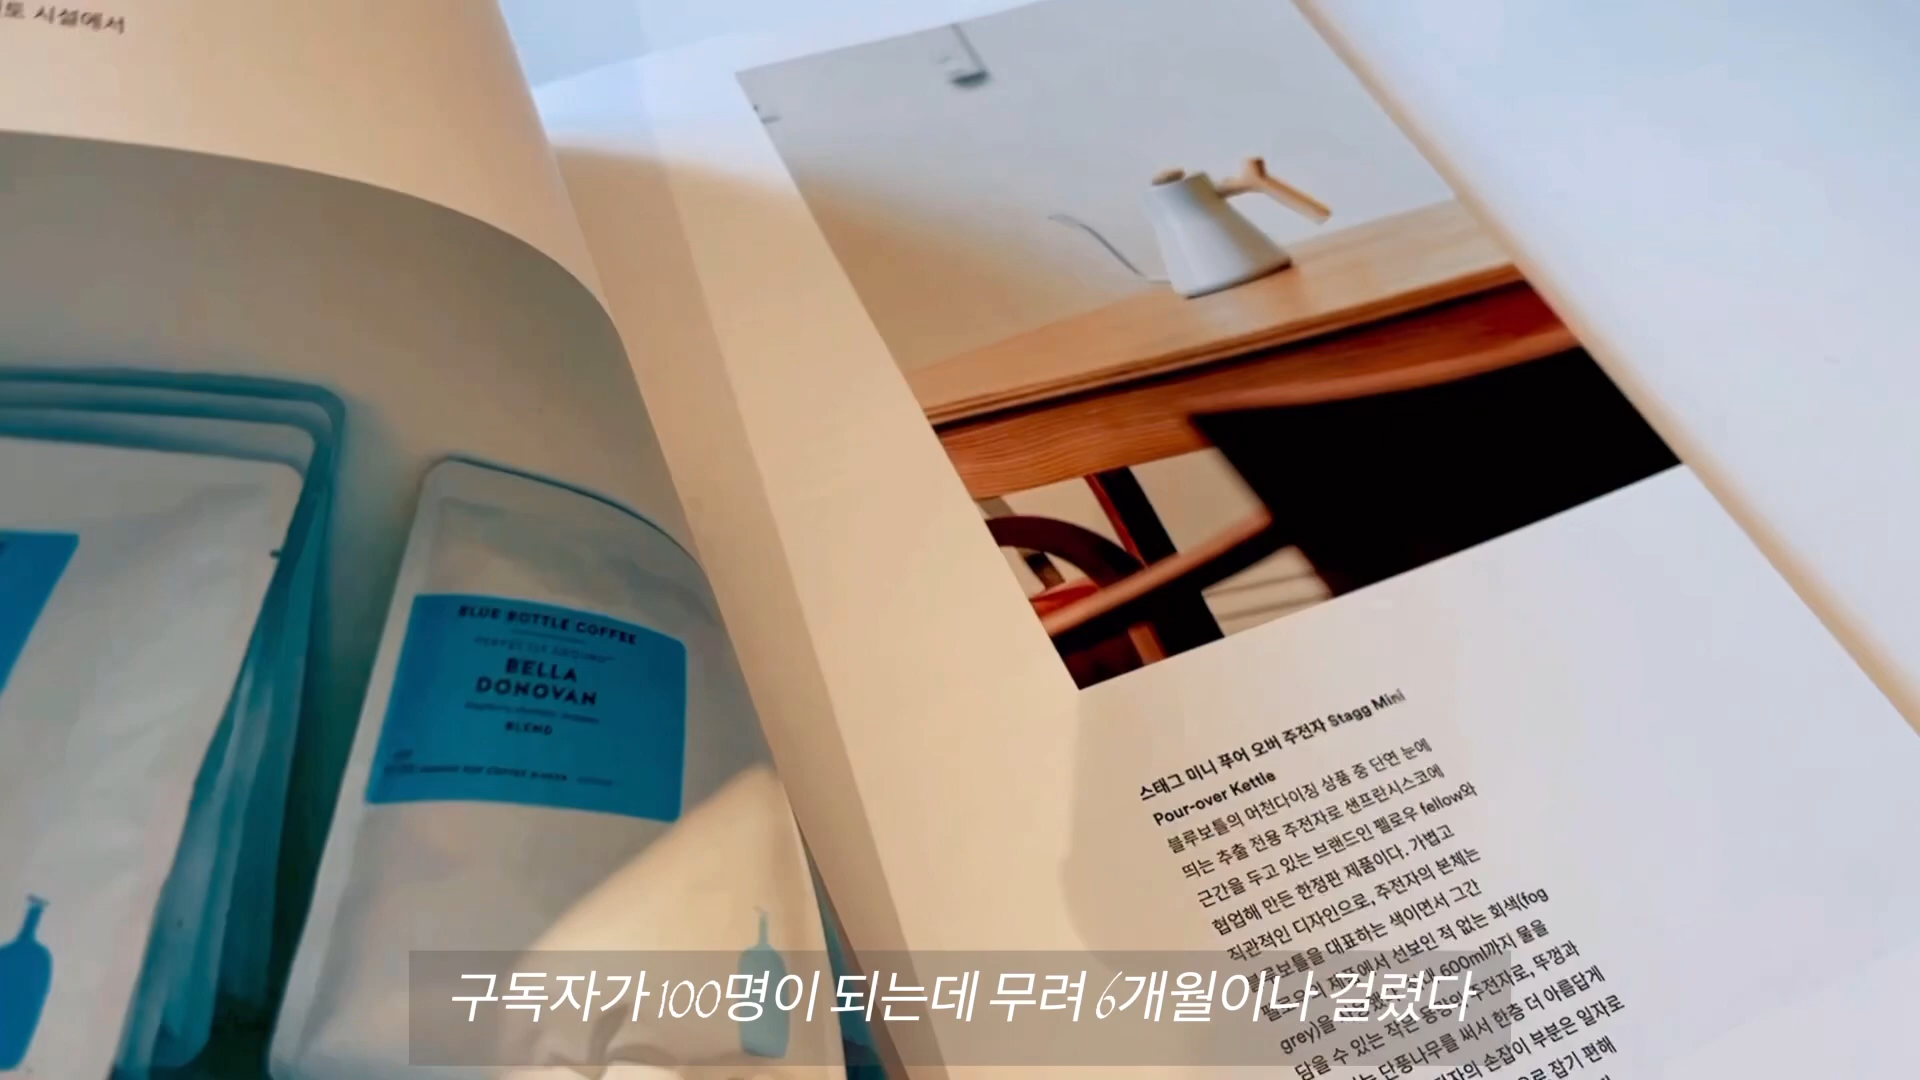 시설에서
BLUE BOTTLE COFFEE
BELLA
DONOVAN
BLEND
스태그 미니 푸어 오버 주전자 Stagg Mini
Pour-over Kettle
블루보틀의 머천다이징 상품 중 단연 눈에
띄는 추출 전용 주전자로 샌프란시스코에
근간을 두고 있는 브랜드인 펠로우 fellow와
협업해 만든 한정판 제품이다. 가볍고
직관적인 디자인으로, 주전자의 본체는
블루보틀을 대표하는 색이면서 그간
펠로우의 제품에서 선보인 적 없는 회색(fog
grey)을 600ml까지 물을
담을 수 있는 작은 용량의 주전자로, 뚜껑과
단풍나무를 써서 한층 더 아름답게
손잡이 부분은 일자로
잡기 편해
구독자가 100명이 되는데 무려 6개월이나 걸렸다